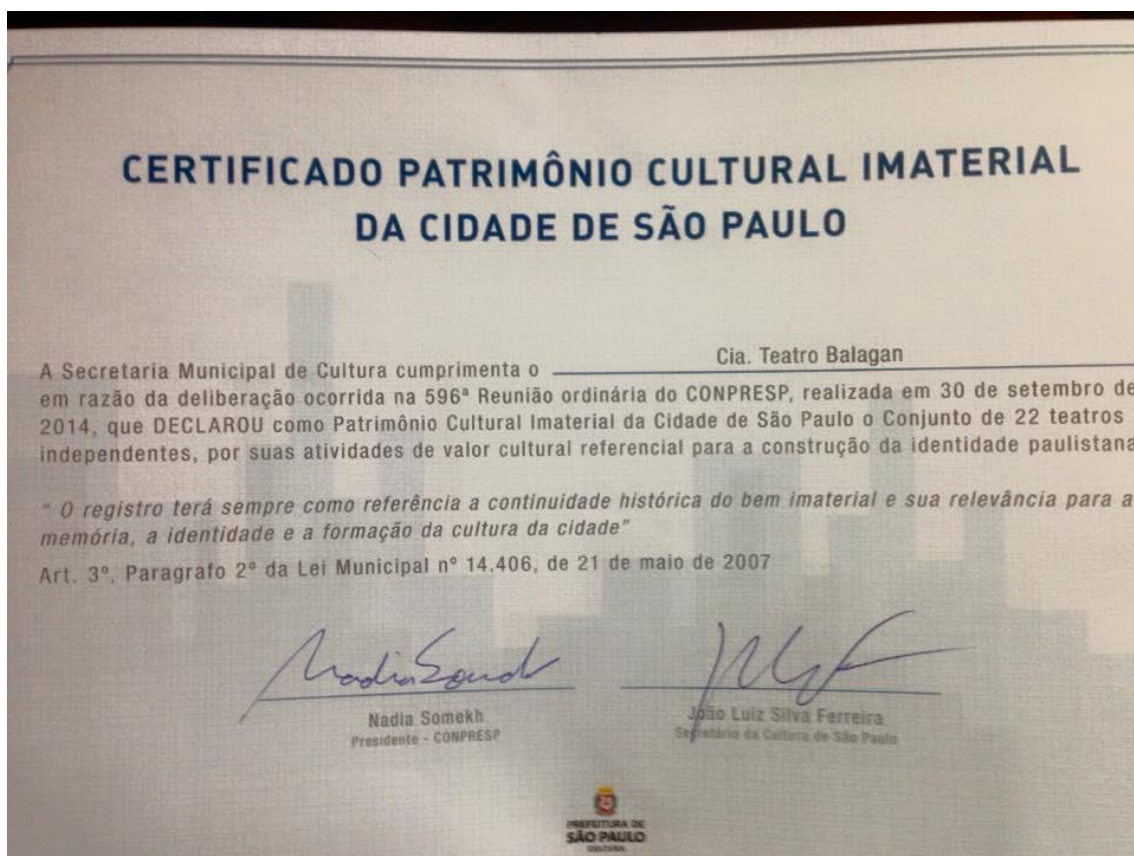 CERTIFICADO PATRIMÔNIO CULTURAL IMATERIAL
DA CIDADE DE SÃO PAULO
A Secretaria Municipal de Cultura cumprimenta o Cia. Teatro Balagan
em razão da deliberação ocorrida na 596ª Reunião ordinária do CONPRESP, realizada em 30 de setembro de
2014, que DECLAROU como Patrimônio Cultural Imaterial da Cidade de São Paulo o Conjunto de 22 teatros
independentes, por suas atividades de valor cultural referencial para a construção da identidade paulistana
" O registro terá sempre como referência a continuidade histórica do bem imaterial e sua relevância para a
memória, a identidade e a formação da cultura da cidade"
Art. 3º, Paragrafo 2º da Lei Municipal nº 14.406, de 21 de maio de 2007
Nadia Somekh
Presidente - CONPRESP
João Luiz Silva Ferreira
Secretário da Cultura de São Paulo
PREFEITURA DE
SÃO PAULO
CULTURA